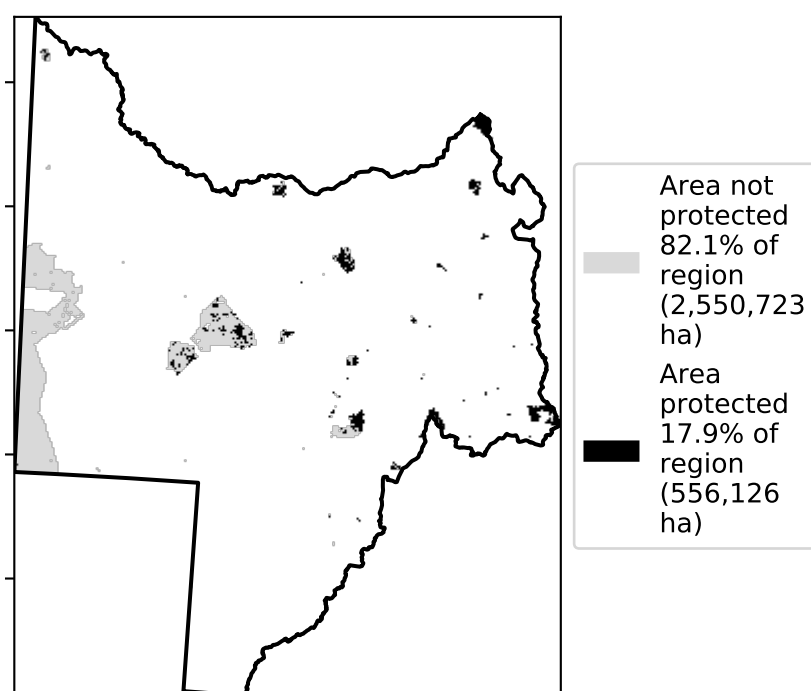 Area not
protected
82.1% of
region
(2,550,723
ha)
Area
protected
17.9% of
region
(556,126
ha)